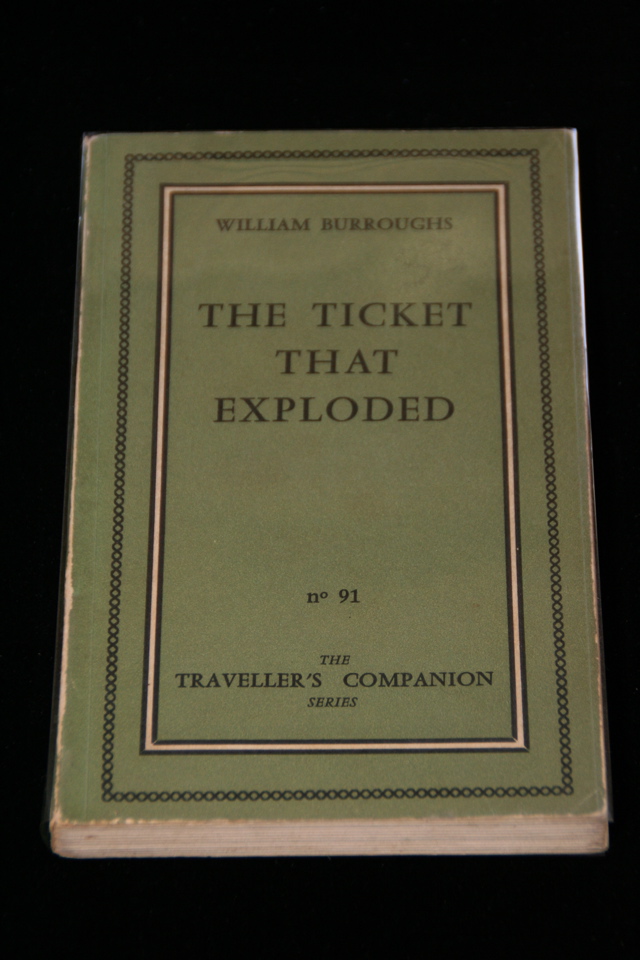 WILLIAM BURROUGHS
THE TICKET
THAT
EXPLODED
nº 91
THE
TRAVELLER'S COMPANION
SERIES